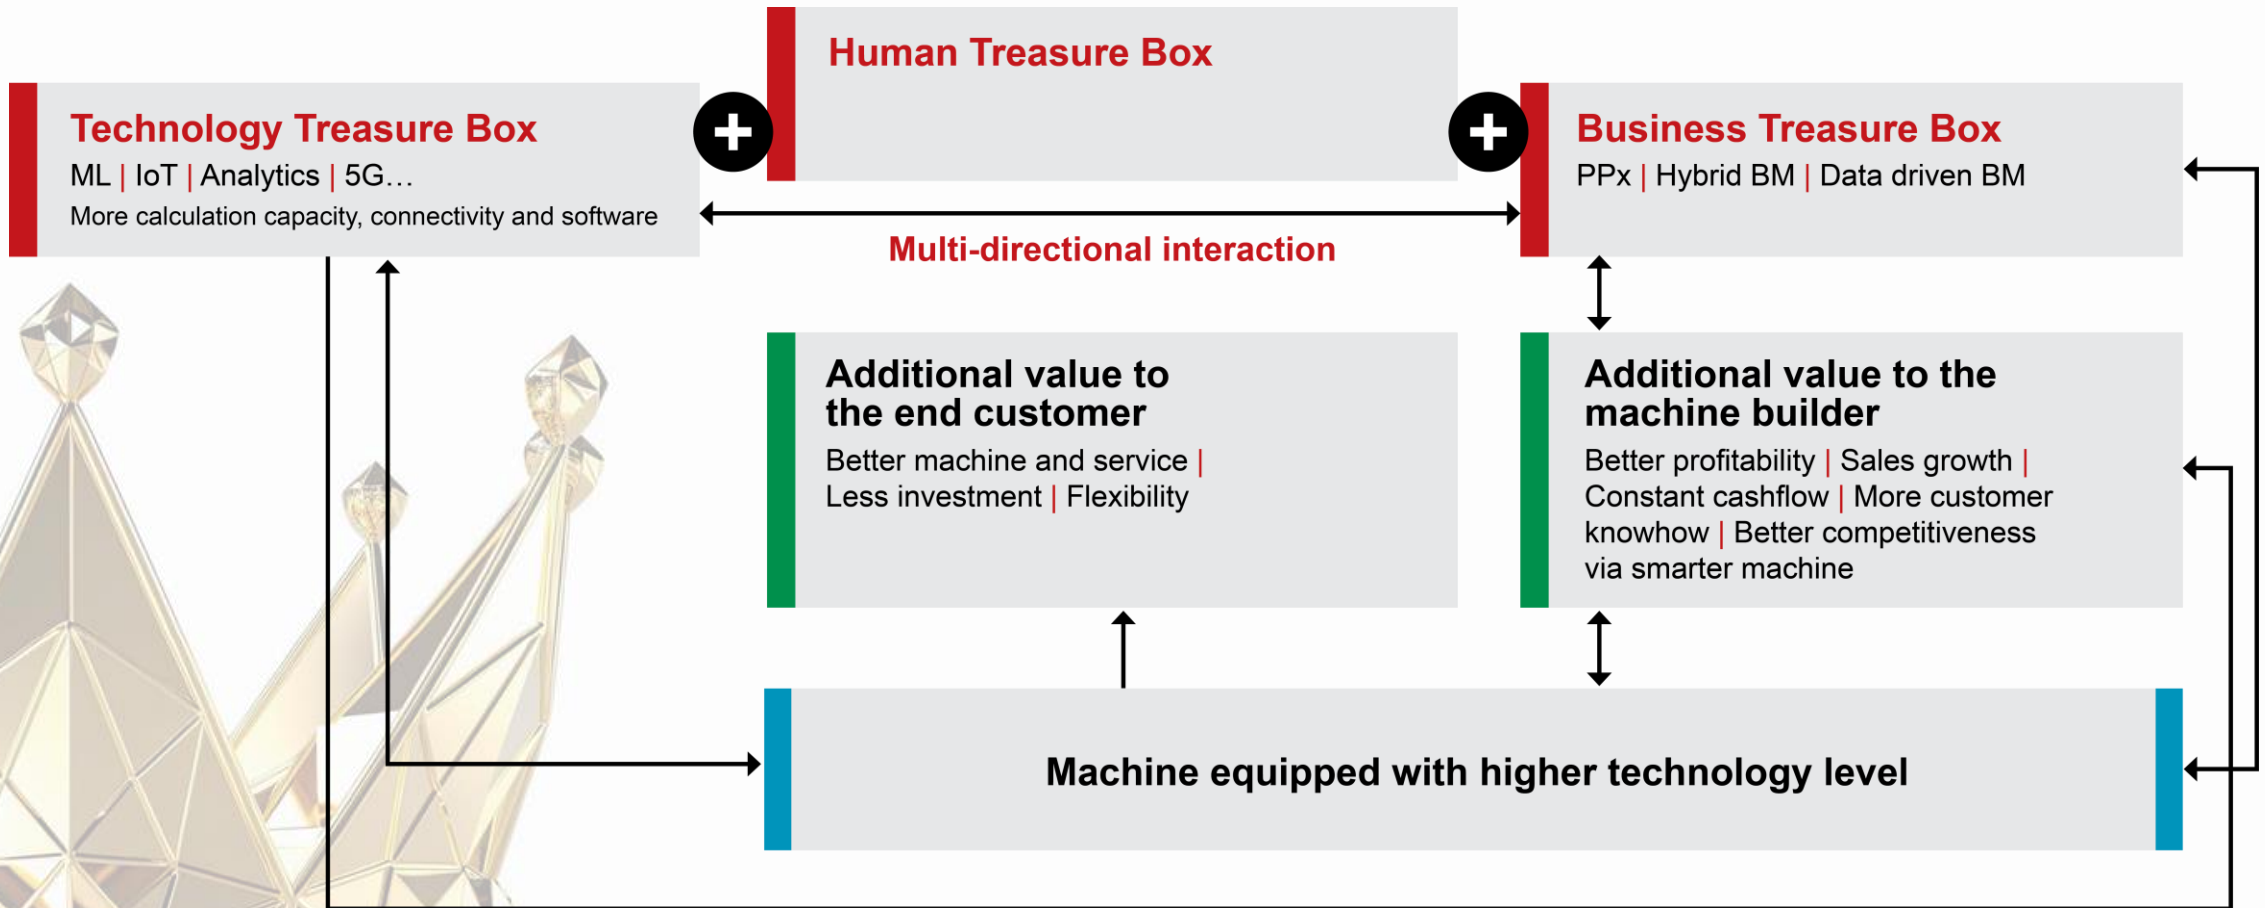 Human Treasure Box
Technology Treasure Box
ML | IoT | Analytics | 5G...
More calculation capacity, connectivity and software
Business Treasure Box
PPx | Hybrid BM | Data driven BM
Multi-directional interaction
Additional value to
the end customer
Better machine and service |
Less investment | Flexibility
Additional value to the
machine builder
Better profitability | Sales growth |
Constant cashflow | More customer
knowhow | Better competitiveness
via smarter machine
Machine equipped with higher technology level